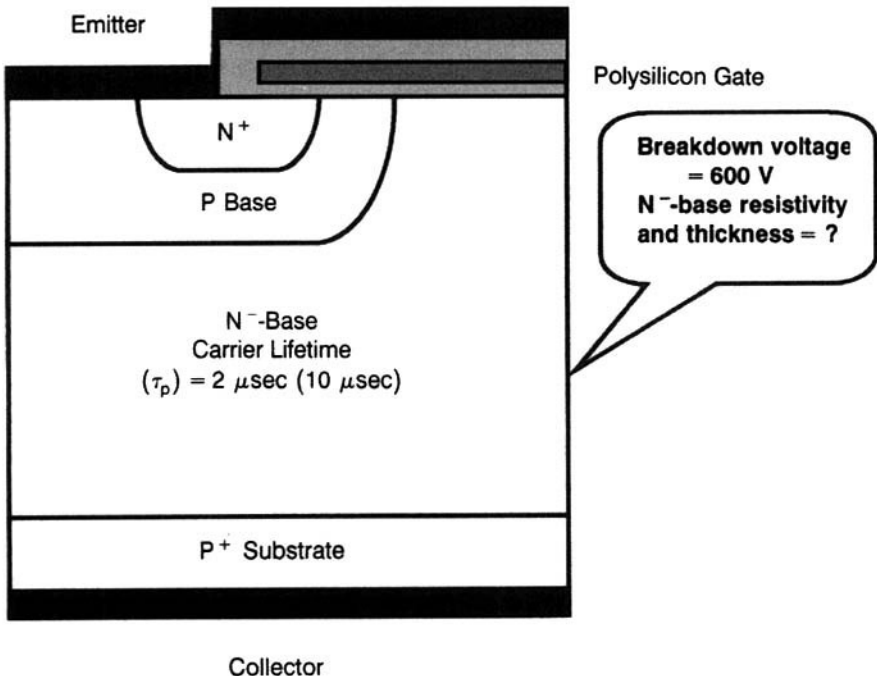 Emitter
Polysilicon Gate
N⁺
P Base
Breakdown voltage
= 600 V
N⁻-base resistivity
and thickness = ?
N⁻-Base
Carrier Lifetime
(τₚ) = 2 μsec (10 μsec)
P⁺ Substrate
Collector